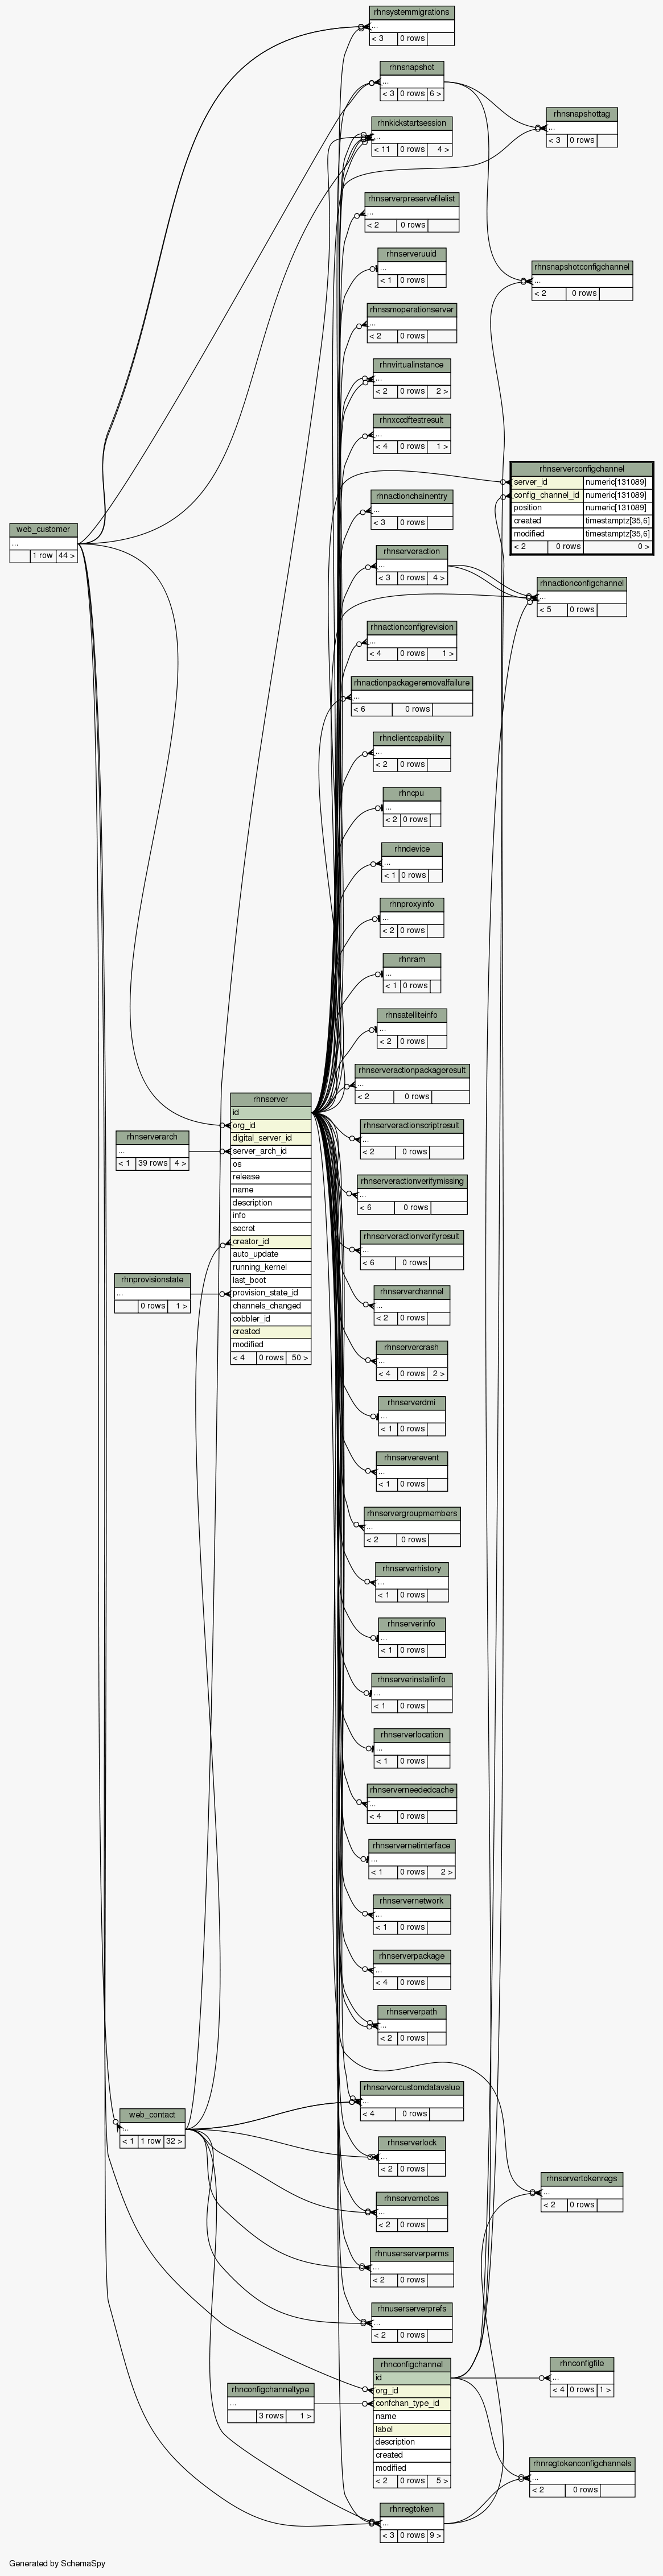 rhnsystemmigrations
...
< 3 0 rows
rhnsnapshot
...
< 3 0 rows 6 >
rhnsnapshottag
...
< 3 0 rows
rhnkickstartsession
...
< 11 0 rows 4 >
rhnserverpreservefilelist
...
< 2 0 rows
rhnserveruuid
...
< 1 0 rows
rhnsnapshotconfigchannel
...
< 2 0 rows
rhnssmoperationserver
...
< 2 0 rows
rhnvirtualinstance
...
< 2 0 rows 2 >
rhnxccdftestresult
...
< 4 0 rows 1 >
rhnserverconfigchannel
server_id numeric[131089]
config_channel_id numeric[131089]
position numeric[131089]
created timestamptz[35,6]
modified timestamptz[35,6]
< 2 0 rows 0 >
rhnactionchainentry
...
< 3 0 rows
web_customer
...
1 row 44 >
rhnserveraction
...
< 3 0 rows 4 >
rhnactionconfigchannel
...
< 5 0 rows
rhnactionconfigrevision
...
< 4 0 rows 1 >
rhnactionpackageremovalfailure
...
< 6 0 rows
rhnclientcapability
...
< 2 0 rows
rhncpu
...
< 2 0 rows
rhndevice
...
< 1 0 rows
rhnproxyinfo
...
< 2 0 rows
rhnram
...
< 1 0 rows
rhnsatelliteinfo
...
< 2 0 rows
rhnserveractionpackageresult
...
< 2 0 rows
rhnserver
id
org_id
digital_server_id
server_arch_id
os
release
name
description
info
secret
creator_id
auto_update
running_kernel
last_boot
provision_state_id
channels_changed
cobbler_id
created
modified
< 4 0 rows 50 >
rhnserverarch
...
< 1 39 rows 4 >
rhnprovisionstate
...
0 rows 1 >
rhnserveractionscriptresult
...
< 2 0 rows
rhnserveractionverifymissing
...
< 6 0 rows
rhnserveractionverifyresult
...
< 6 0 rows
rhnserverchannel
...
< 2 0 rows
rhnservercrash
...
< 4 0 rows 2 >
rhnserverdmi
...
< 1 0 rows
rhnserverevent
...
< 1 0 rows
rhnservergroupmembers
...
< 2 0 rows
rhnserverhistory
...
< 1 0 rows
rhnserverinfo
...
< 1 0 rows
rhnserverinstallinfo
...
< 1 0 rows
rhnserverlocation
...
< 1 0 rows
rhnserverneededcache
...
< 4 0 rows
rhnservernetinterface
...
< 1 0 rows 2 >
rhnservernetwork
...
< 1 0 rows
rhnserverpackage
...
< 4 0 rows
rhnserverpath
...
< 2 0 rows
rhnservercustomdatavalue
...
< 4 0 rows
web_contact
...
< 1 1 row 32 >
rhnserverlock
...
< 2 0 rows
rhnservertokenregs
...
< 2 0 rows
rhnservernotes
...
< 2 0 rows
rhnuserserverperms
...
< 2 0 rows
rhnuserserverprefs
...
< 2 0 rows
rhnconfigchannel
id
org_id
confchan_type_id
name
label
description
created
modified
< 2 0 rows 5 >
rhnconfigfile
...
< 4 0 rows 1 >
rhnconfigchanneltype
...
3 rows 1 >
rhnregtokenconfigchannels
...
< 2 0 rows
rhnregtoken
...
< 3 0 rows 9 >
Generated by SchemaSpy